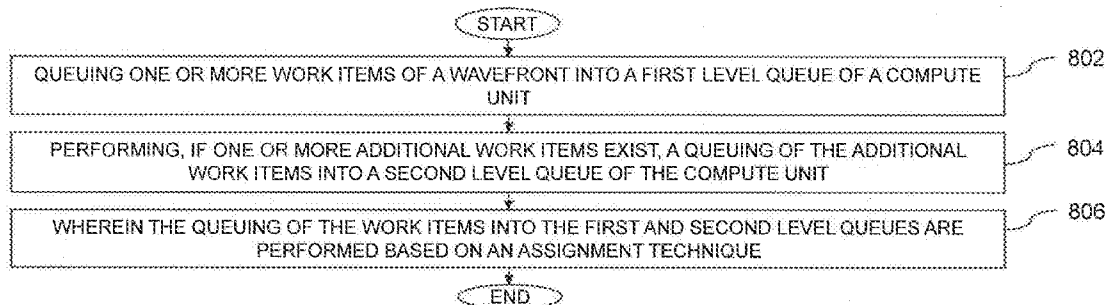 START
QUEUING ONE OR MORE WORK ITEMS OF A WAVEFRONT INTO A FIRST LEVEL QUEUE OF A COMPUTE
UNIT
802
PERFORMING, IF ONE OR MORE ADDITIONAL WORK ITEMS EXIST, A QUEUING OF THE ADDITIONAL
WORK ITEMS INTO A SECOND LEVEL QUEUE OF THE COMPUTE UNIT
804
WHEREIN THE QUEUING OF THE WORK ITEMS INTO THE FIRST AND SECOND LEVEL QUEUES ARE
PERFORMED BASED ON AN ASSIGNMENT TECHNIQUE
806
END